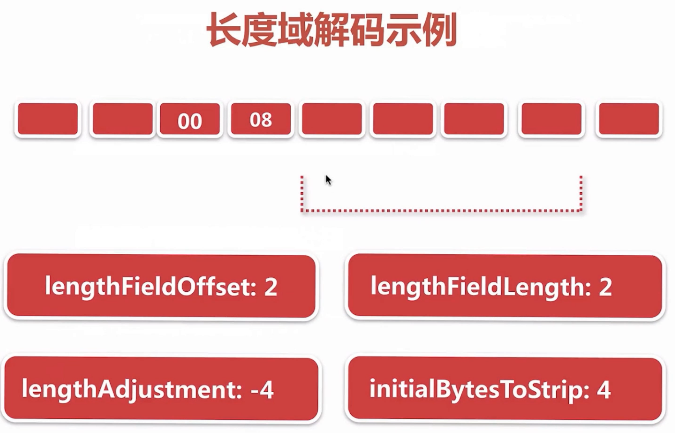 长度域解码示例
00 08
lengthFieldOffset: 2 lengthFieldLength: 2
lengthAdjustment: -4 initialBytesToStrip: 4